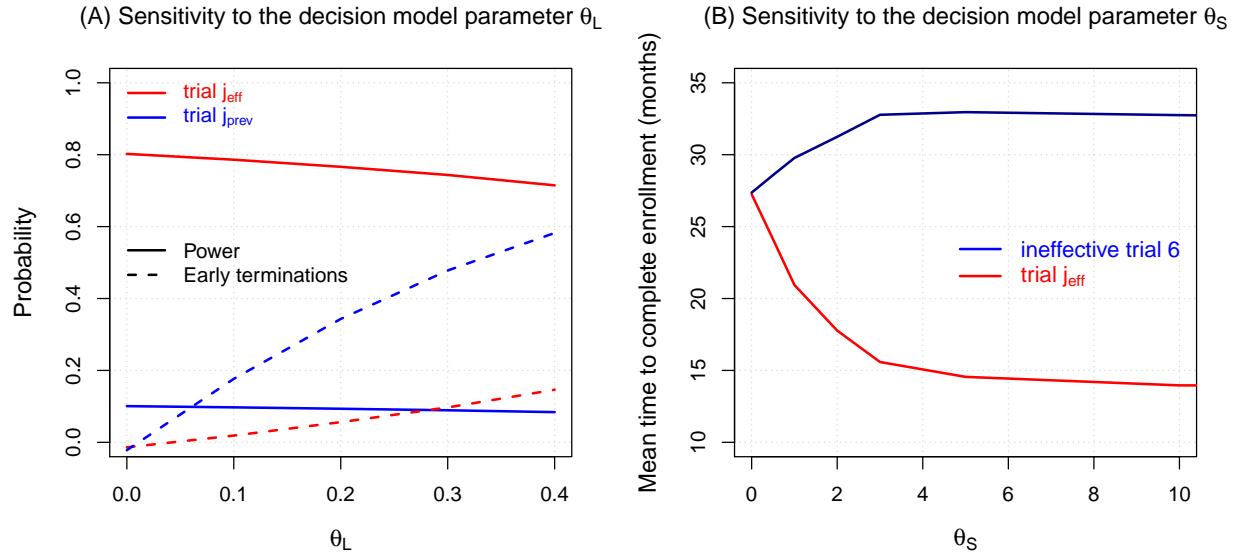 (A) Sensitivity to the decision model parameter θL
1.0
0.8
0.6
0.4
0.2
0.0
Probability
trial jeff
trial jprev
Power
Early terminations
0.0 0.1 0.2 0.3 0.4
θL
(B) Sensitivity to the decision model parameter θS
35
30
25
20
15
10
Mean time to complete enrollment (months)
ineffective trial 6
trial jeff
0 2 4 6 8 10
θS